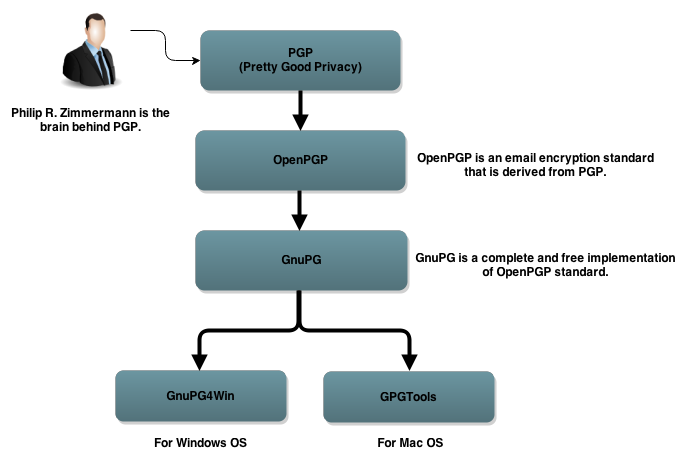 PGP
(Pretty Good Privacy)
Philip R. Zimmermann is the
brain behind PGP.
OpenPGP
OpenPGP is an email encryption standard
that is derived from PGP.
GnuPG
GnuPG is a complete and free implementation
of OpenPGP standard.
GnuPG4Win
GPGTools
For Windows OS
For Mac OS